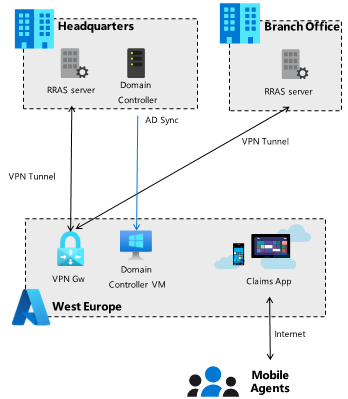 Headquarters
Branch Office
RRAS server
Domain
Controller
RRAS server
AD Sync
VPN Tunnel
VPN Tunnel
VPN Gw
Domain
Controller VM
Claims App
West Europe
Internet
Mobile
Agents